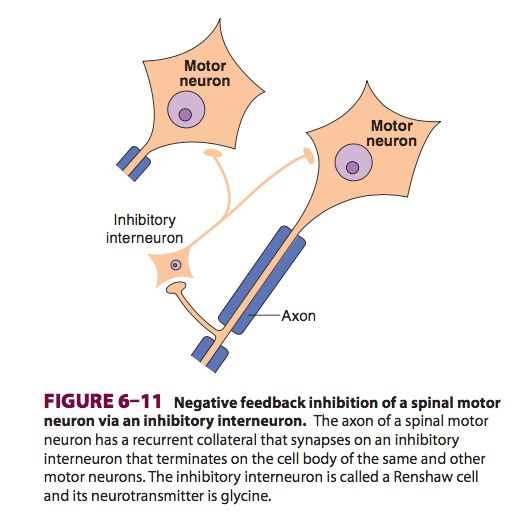 Motor
neuron
Motor
neuron
Inhibitory
interneuron
Axon
FIGURE 6–11 Negative feedback inhibition of a spinal motor
neuron via an inhibitory interneuron. The axon of a spinal motor
neuron has a recurrent collateral that synapses on an inhibitory
interneuron that terminates on the cell body of the same and other
motor neurons. The inhibitory interneuron is called a Renshaw cell
and its neurotransmitter is glycine.